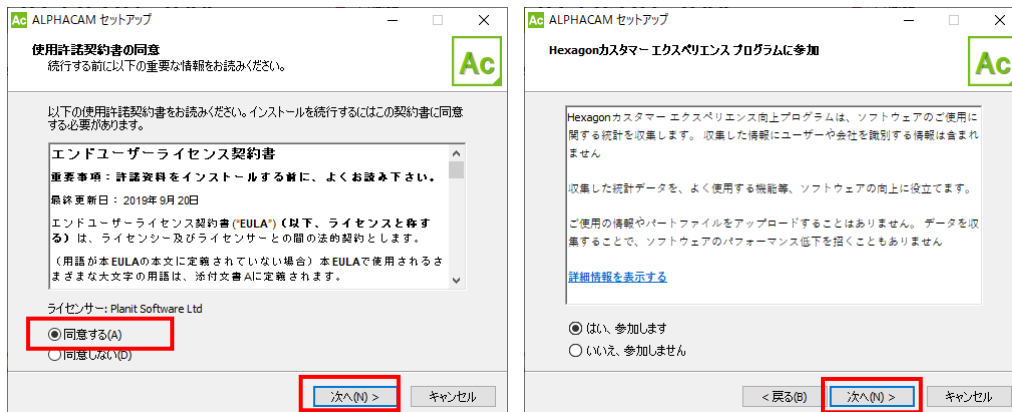 Ac ALPHACAM セットアップ
使用許諾契約書の同意
続行する前に以下の重要な情報をお読みください。
Ac
以下の使用許諾契約書をお読みください。インストールを続行するにはこの契約書に同意
する必要があります。
エンドユーザーライセンス契約書
重要事項：許諾資料をインストールする前に、よくお読み下さい。
最終更新日：2019年9月20日
エンドユーザーライセンス契約書("EULA")（以下、ライセンスと称す
る）は、ライセンシー及びライセンサーとの間の法的契約とします。
（用語が本EULAの本文に定義されていない場合）本EULAで使用されるさ
まざまな大文字の用語は、添付文書Aに定義されます。
ライセンサー: Planit Software Ltd
同意する(A)
同意しない(D)
次へ(N) >
キャンセル
Ac ALPHACAM セットアップ
Hexagonカスタマー エクスペリエンス プログラムに参加
Ac
Hexagonカスタマー エクスペリエンス向上プログラムは、ソフトウェアのご使用に
関する統計を収集します。 収集した情報にユーザーや会社を識別する情報は含まれ
ません
収集した統計データを、よく使用する機能等、ソフトウェアの向上に役立てます。
ご使用の情報やパートファイルをアップロードすることはありません。 データを収
集することで、ソフトウェアのパフォーマンス低下を招くこともありません
詳細情報を表示する
はい、参加します
いいえ、参加しません
< 戻る(B)
次へ(N) >
キャンセル